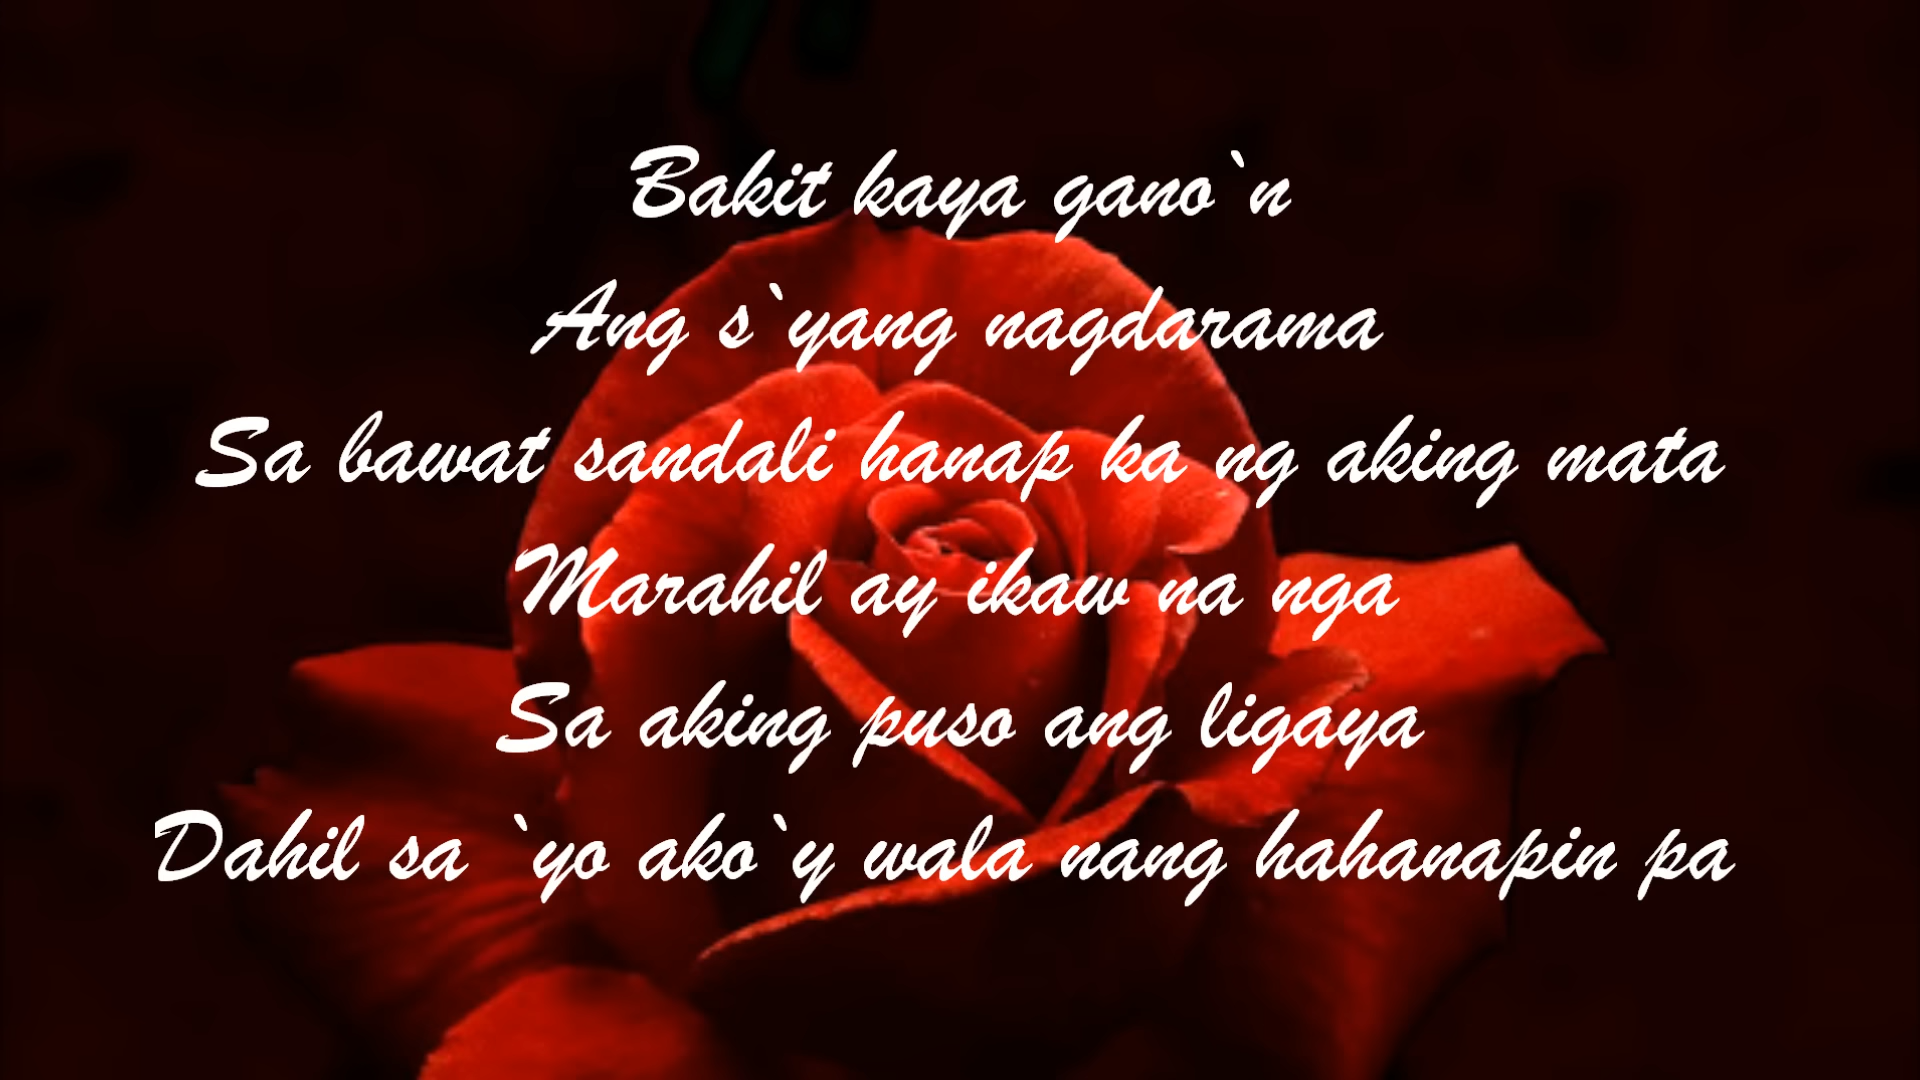 Bakit kaya gano`n
Ang s`yang nagdarama
Sa bawat sandali hanap ka ng aking mata
Marahil ay ikaw na nga
Sa aking puso ang ligaya
Dahil sa `yo ako`y wala nang hahanapin pa